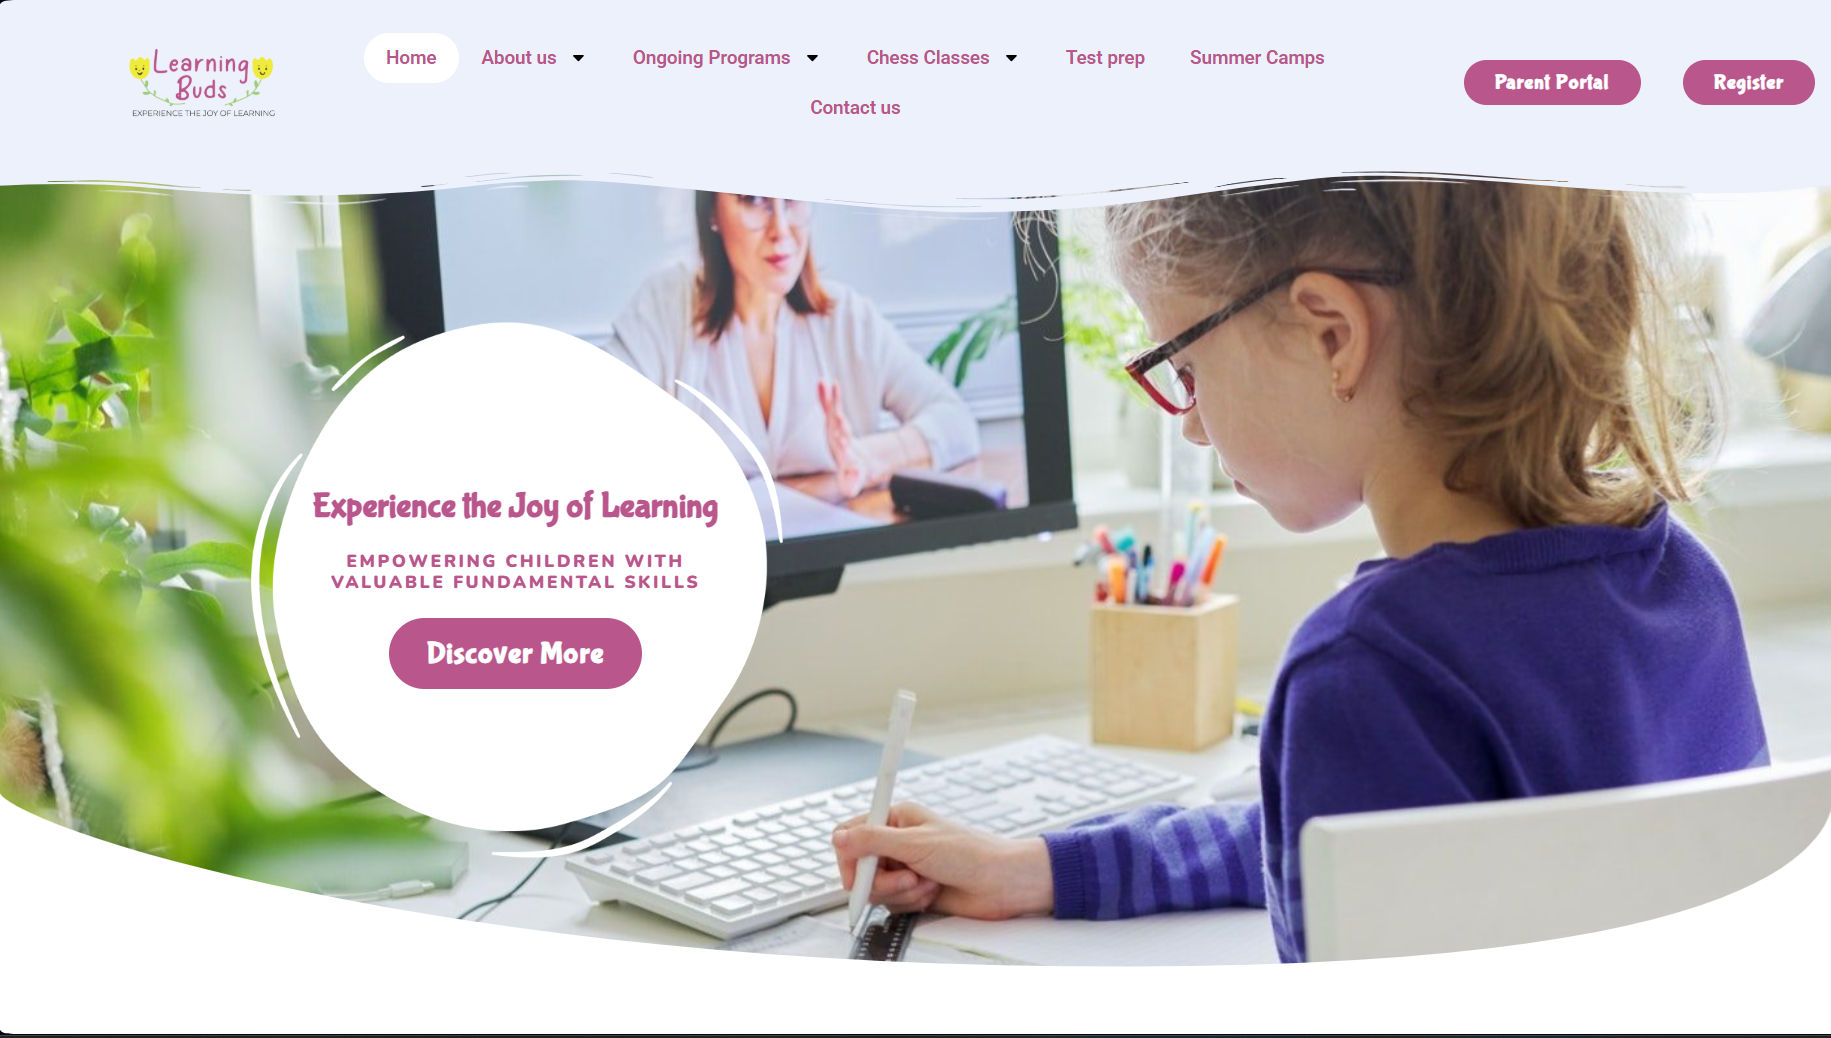 Learning
Buds
EXPERIENCE THE JOY OF LEARNING
Home
About us
Ongoing Programs
Chess Classes
Test prep
Summer Camps
Contact us
Parent Portal
Register
Experience the Joy of Learning
EMPOWERING CHILDREN WITH
VALUABLE FUNDAMENTAL SKILLS
Discover More